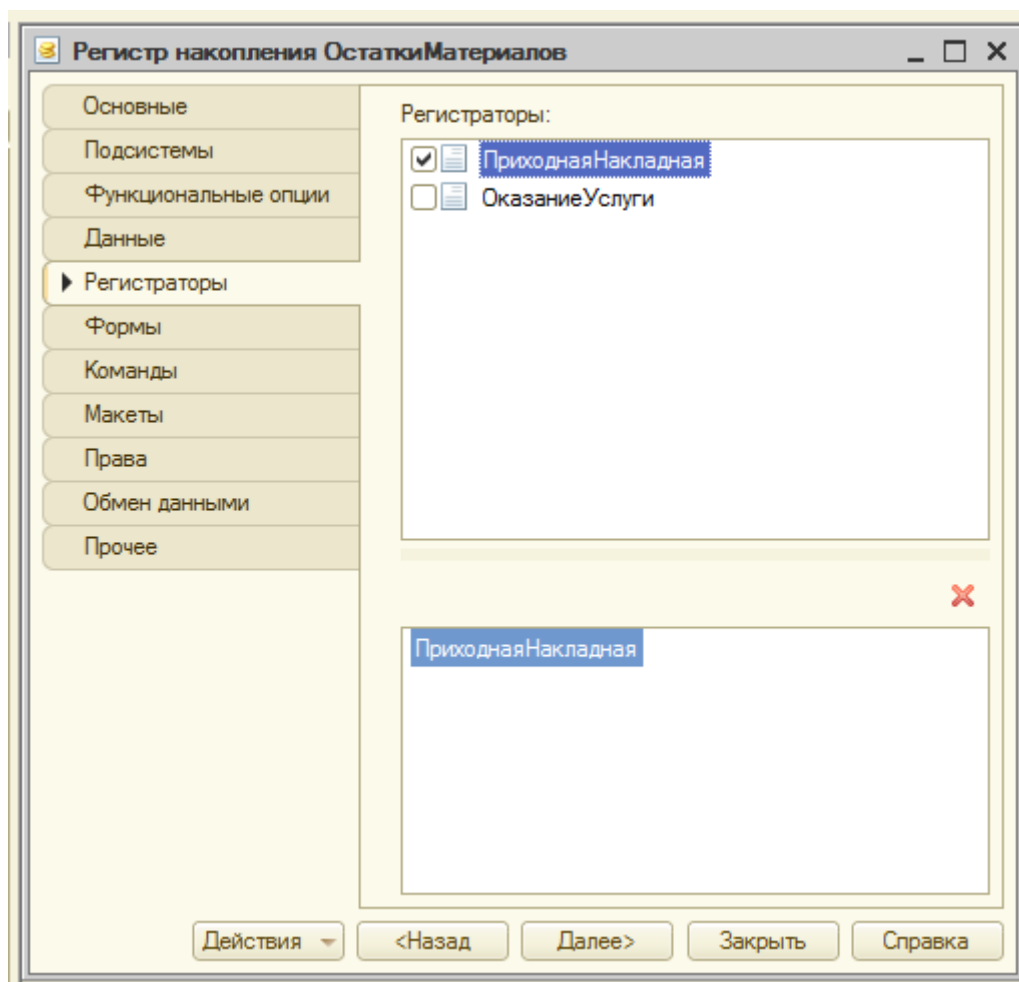 Регистр накопления ОстаткиМатериалов
Основные
Подсистемы
Функциональные опции
Данные
Регистраторы
Формы
Команды
Макеты
Права
Обмен данными
Прочее
Регистраторы:
ПриходнаяНакладная
ОказаниеУслуги
ПриходнаяНакладная
Действия <Назад Далее> Закрыть Справка